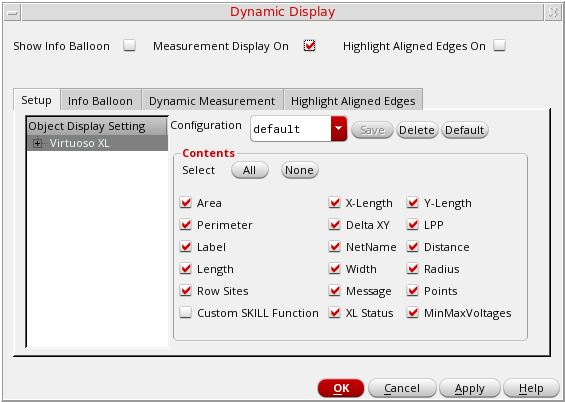 Dynamic Display
Show Info Balloon Measurement Display On Highlight Aligned Edges On
Setup Info Balloon Dynamic Measurement Highlight Aligned Edges
Object Display Setting
Virtuoso XL
Configuration default Save Delete Default
Contents
Select All None
Area X-Length Y-Length
Perimeter Delta XY LPP
Label NetName Distance
Length Width Radius
Row Sites Message Points
Custom SKILL Function XL Status MinMaxVoltages
OK Cancel Apply Help